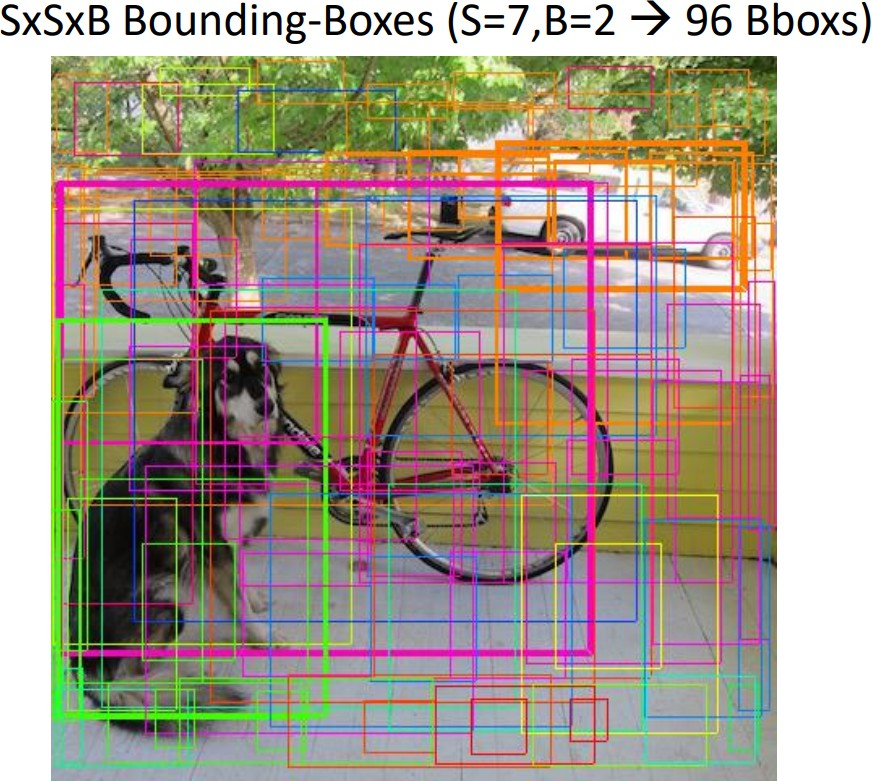 SxSxB Bounding-Boxes (S=7,B=2 → 96 Bboxs)